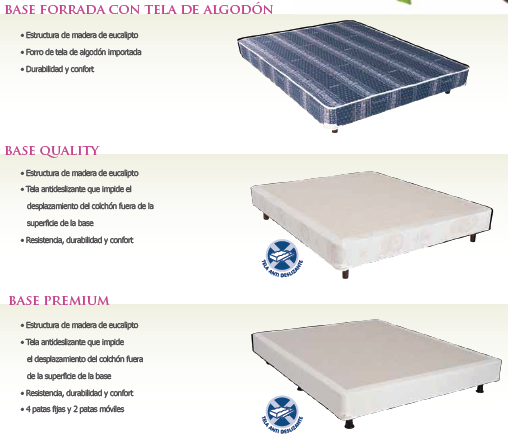 BASE FORRADA CON TELA DE ALGODÓN
• Estructura de madera de eucalipto
• Forro de tela de algodón importada
• Durabilidad y confort
BASE QUALITY
• Estructura de madera de eucalipto
• Tela antideslizante que impide el
desplazamiento del colchón fuera de la
superficie de la base
• Resistencia, durabilidad y confort
TELA ANTI DESLIZANTE
BASE PREMIUM
• Estructura de madera de eucalipto
• Tela antideslizante que impide
el desplazamiento del colchón fuera
de la superficie de la base
• Resistencia, durabilidad y confort
• 4 patas fijas y 2 patas móviles
TELA ANTI DESLIZANTE